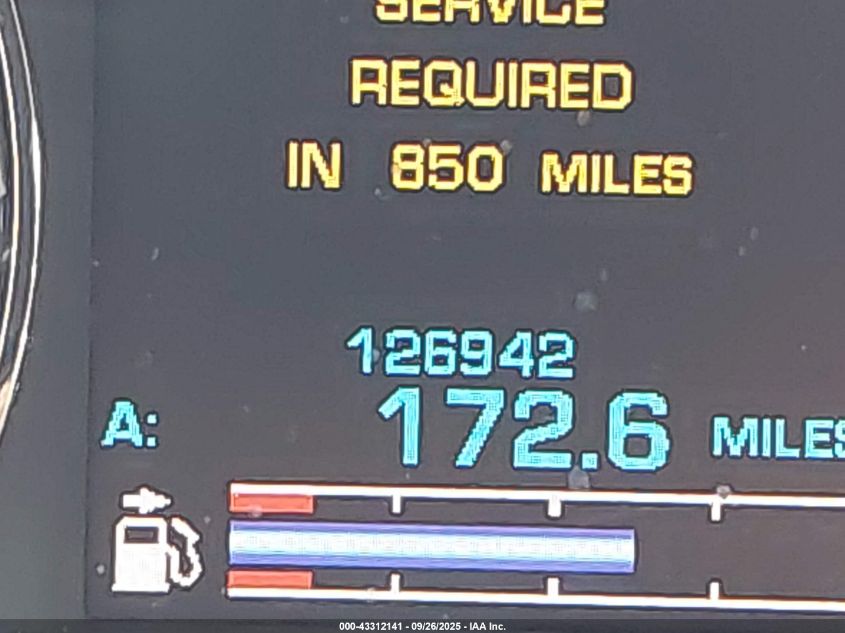 SERVICE
REQUIRED
IN 850 MILES
126942
A: 172.6 MILES
000-43312141 - 09/26/2025 - IAA Inc.